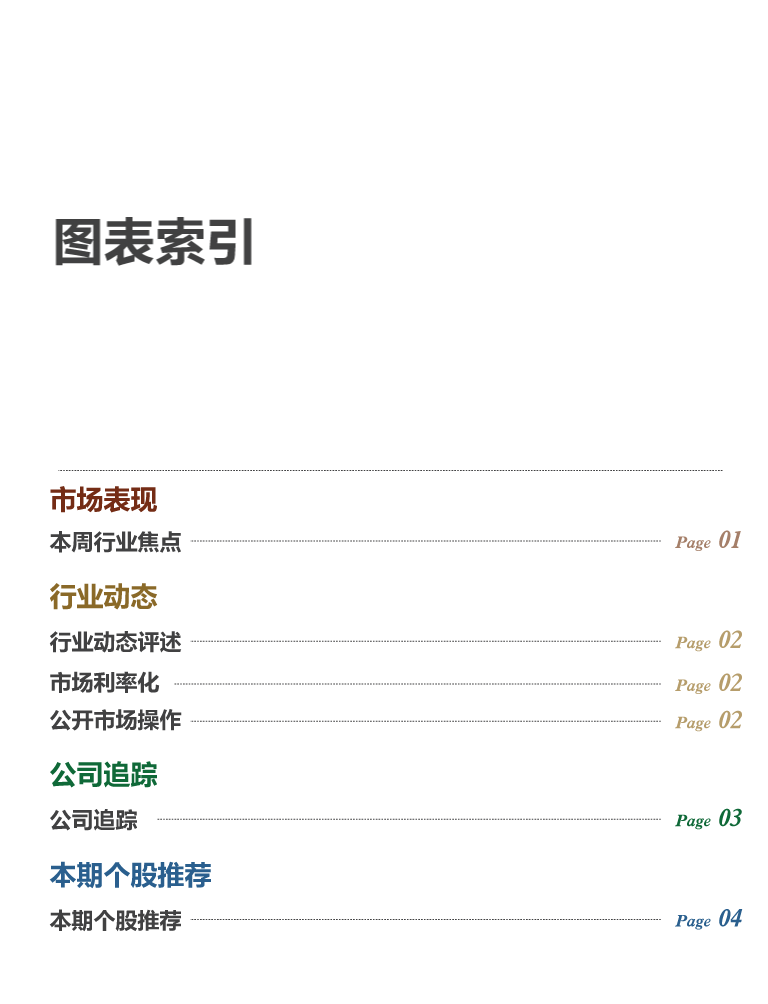 图表索引
市场表现
本周行业焦点 Page 01
行业动态
行业动态评述 Page 02
市场利率化 Page 02
公开市场操作 Page 02
公司追踪
公司追踪 Page 03
本期个股推荐
本期个股推荐 Page 04